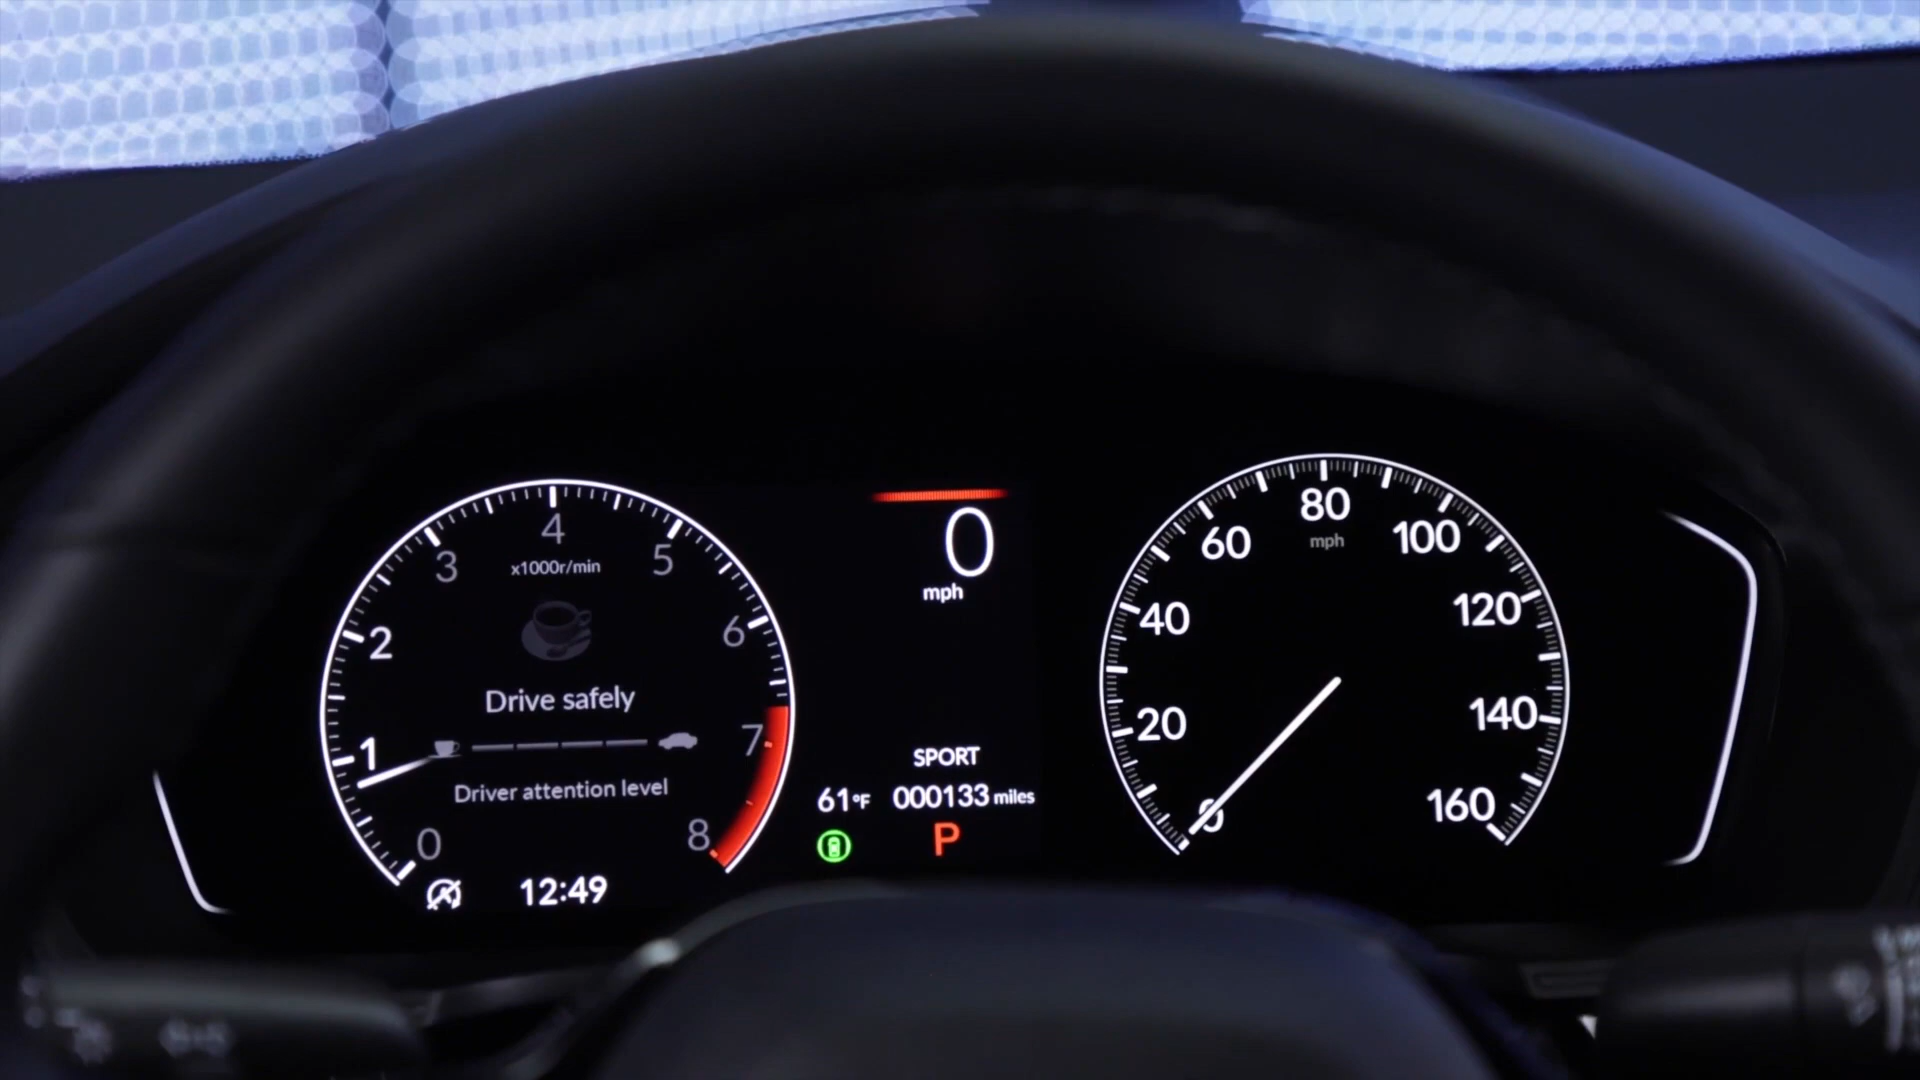 4
3
5
x1000r/min
2
6
Drive safely
1
7
Driver attention level
0
8
12:49
0
mph
SPORT
61°F
000133 miles
P
80
mph
60
100
40
120
20
140
0
160